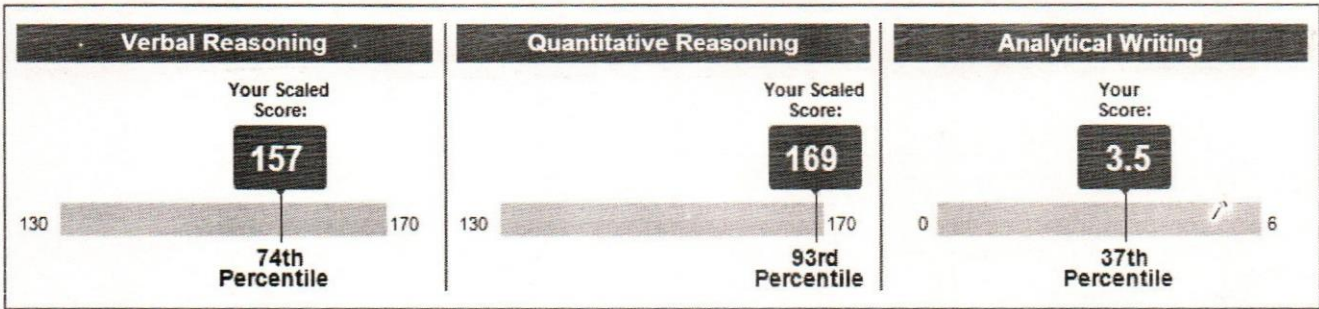 Verbal Reasoning
Your Scaled
Score:
157
130
170
74th
Percentile
Quantitative Reasoning
Your Scaled
Score:
169
130
170
93rd
Percentile
Analytical Writing
Your
Score:
3.5
0
6
37th
Percentile